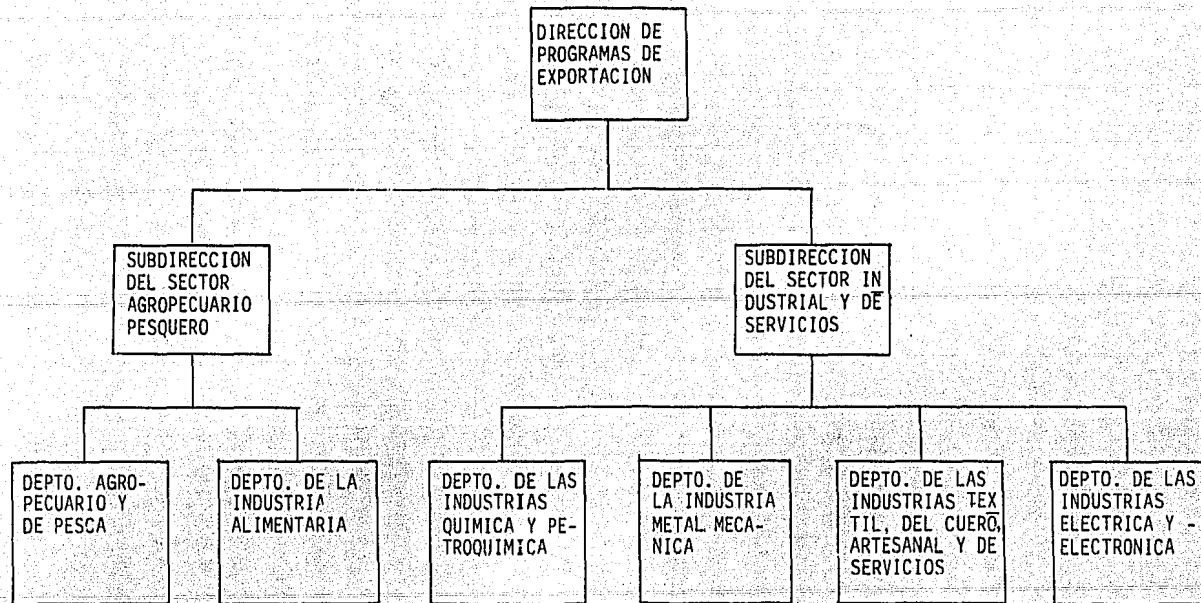 DIRECCION DE
PROGRAMAS DE
EXPORTACION
SUBDIRECCION
DEL SECTOR
AGROPECUARIO
PESQUERO
SUBDIRECCION
DEL SECTOR IN
DUSTRIAL Y DE
SERVICIOS
DEPTO. AGRO-
PECUARIO Y
DE PESCA
DEPTO. DE LA
INDUSTRIA
ALIMENTARIA
DEPTO. DE LAS
INDUSTRIAS
QUIMICA Y PE-
TROQUIMICA
DEPTO. DE
LA INDUSTRIA
METAL MECA-
NICA
DEPTO. DE LAS
INDUSTRIAS TEX
TIL, DEL CUERO,
ARTESANAL Y DE
SERVICIOS
DEPTO. DE LAS
INDUSTRIAS
ELECTRICA Y -
ELECTRONICA